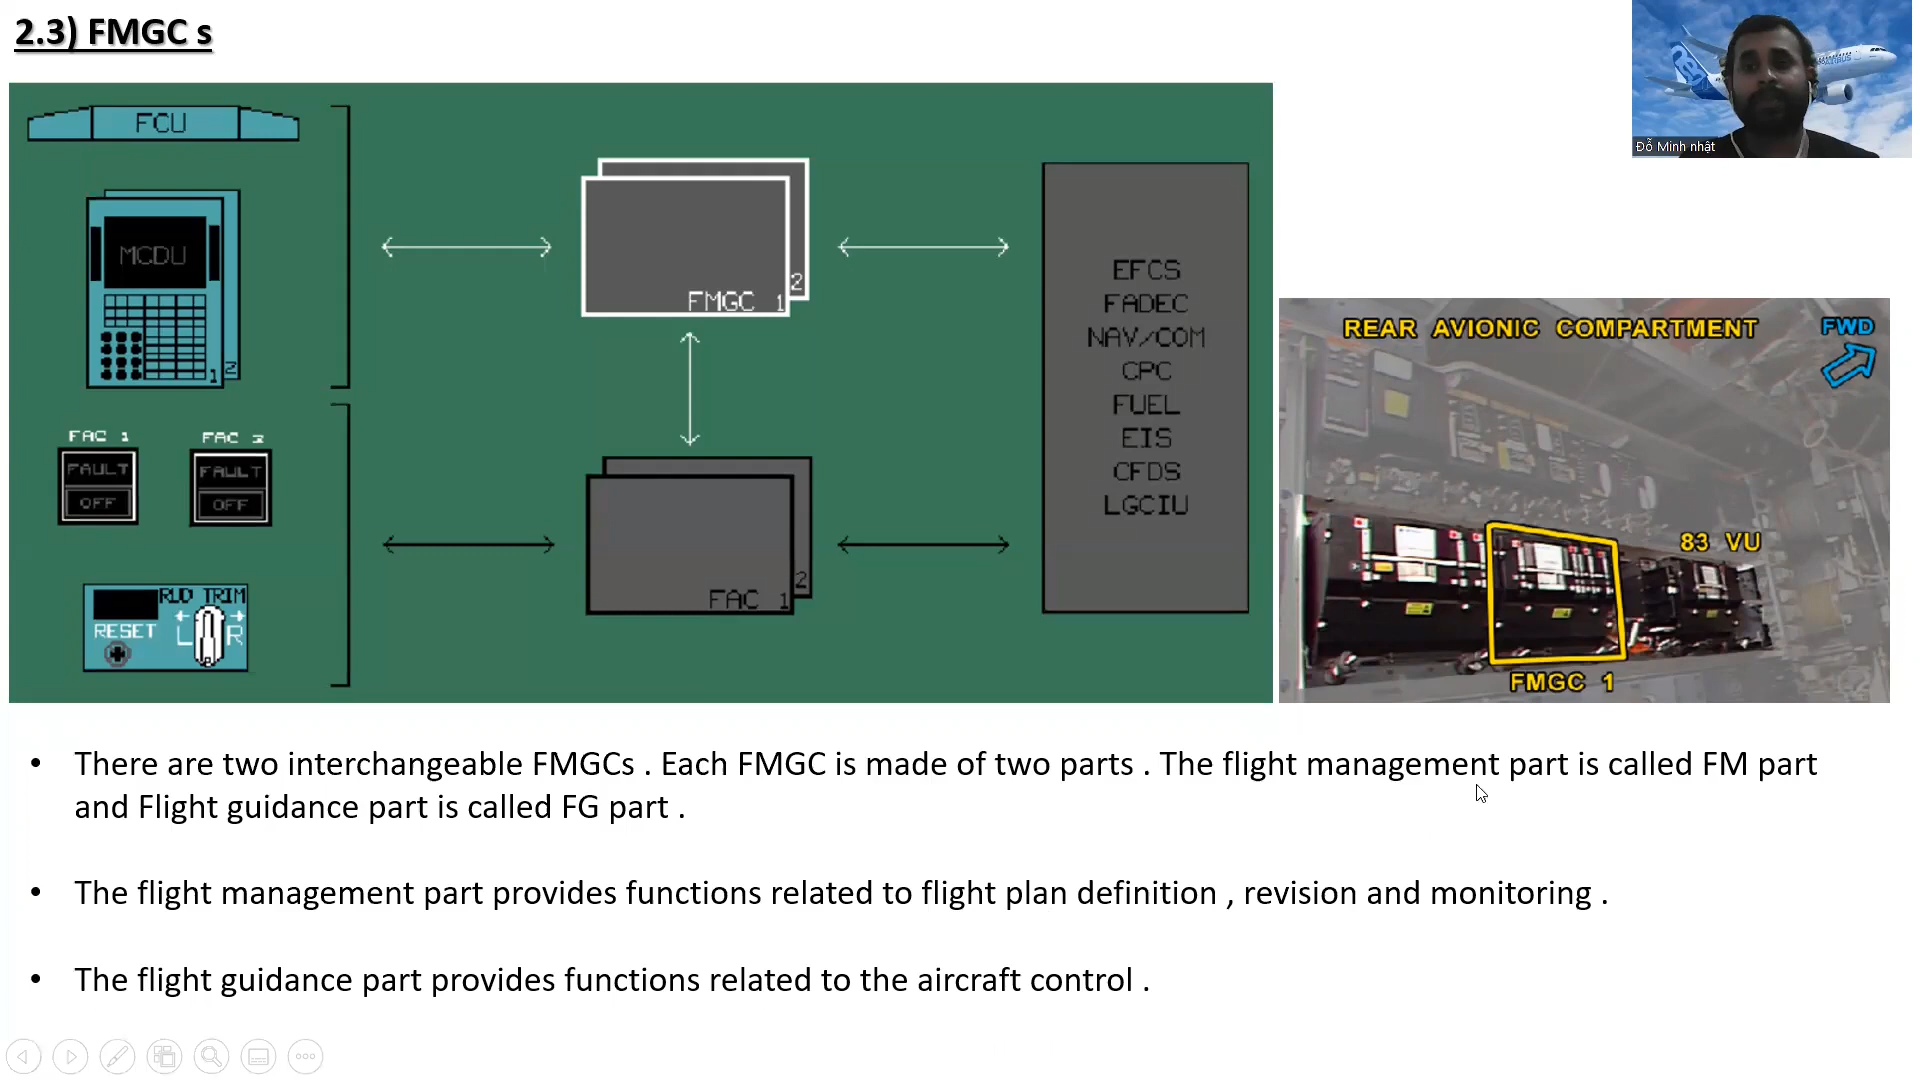 2.3) FMGC s
Đỗ Minh nhật
FCU
MCDU
1
2
FMGC 1
2
EFCS
FADEC
NAV/COM
CPC
FUEL
EIS
CFDS
LGCIU
FAC 1
FAC 2
FAULT
OFF
FAULT
OFF
RUD TRIM
RESET
L
R
FAC 1
2
REAR AVIONIC COMPARTMENT
FWD
83 VU
FMGC 1
• There are two interchangeable FMGCs . Each FMGC is made of two parts . The flight management part is called FM part
and Flight guidance part is called FG part .
• The flight management part provides functions related to flight plan definition , revision and monitoring .
• The flight guidance part provides functions related to the aircraft control .